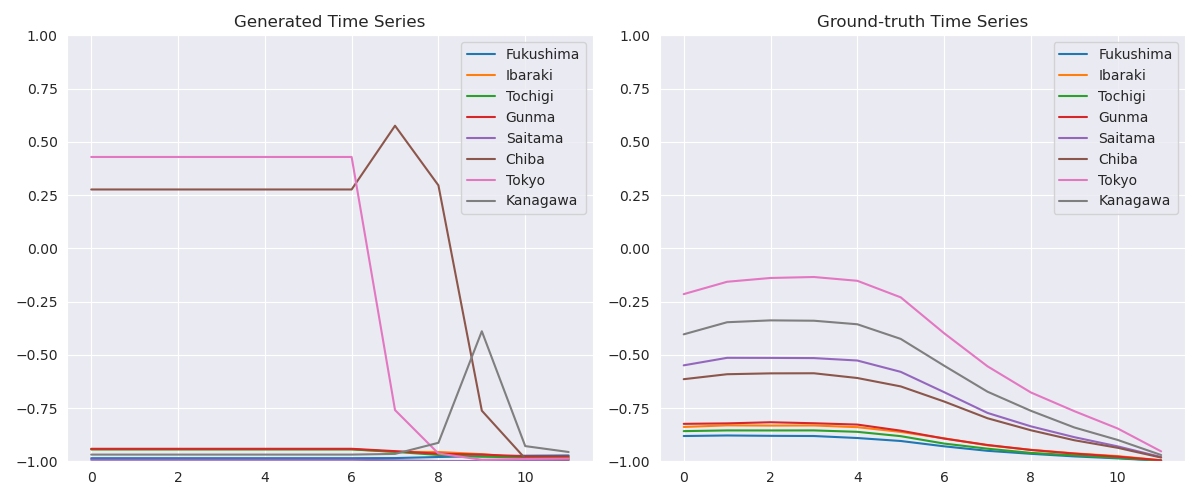 Generated Time Series
1.00
0.75
0.50
0.25
0.00
−0.25
−0.50
−0.75
−1.00
0 2 4 6 8 10
Fukushima
Ibaraki
Tochigi
Gunma
Saitama
Chiba
Tokyo
Kanagawa
Ground-truth Time Series
1.00
0.75
0.50
0.25
0.00
−0.25
−0.50
−0.75
−1.00
0 2 4 6 8 10
Fukushima
Ibaraki
Tochigi
Gunma
Saitama
Chiba
Tokyo
Kanagawa